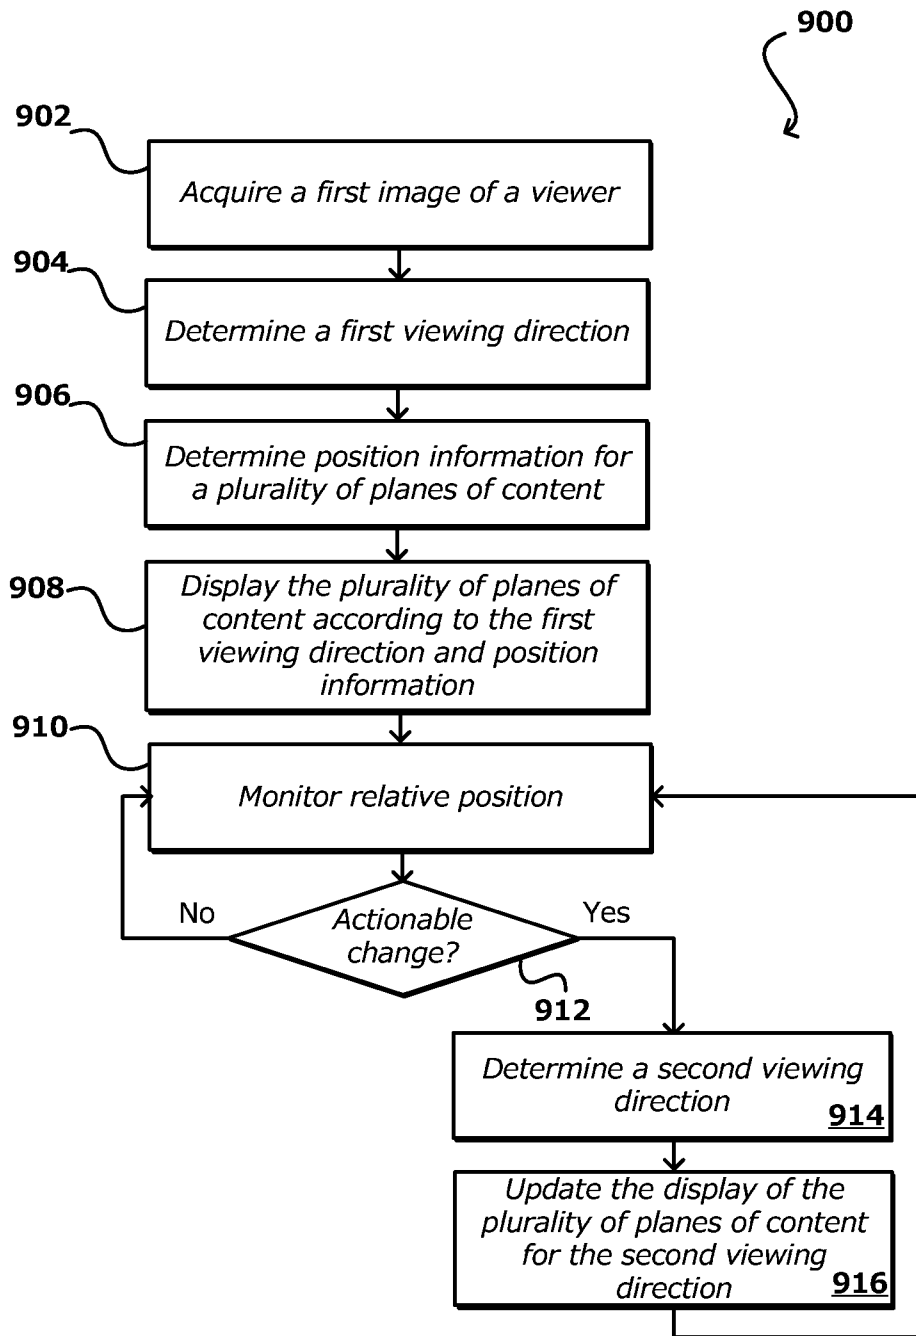 900
902
Acquire a first image of a viewer
904
Determine a first viewing direction
906
Determine position information for
a plurality of planes of content
908
Display the plurality of planes of
content according to the first
viewing direction and position
information
910
Monitor relative position
No
Actionable
change?
Yes
912
Determine a second viewing
direction
914
Update the display of the
plurality of planes of content
for the second viewing
direction
916